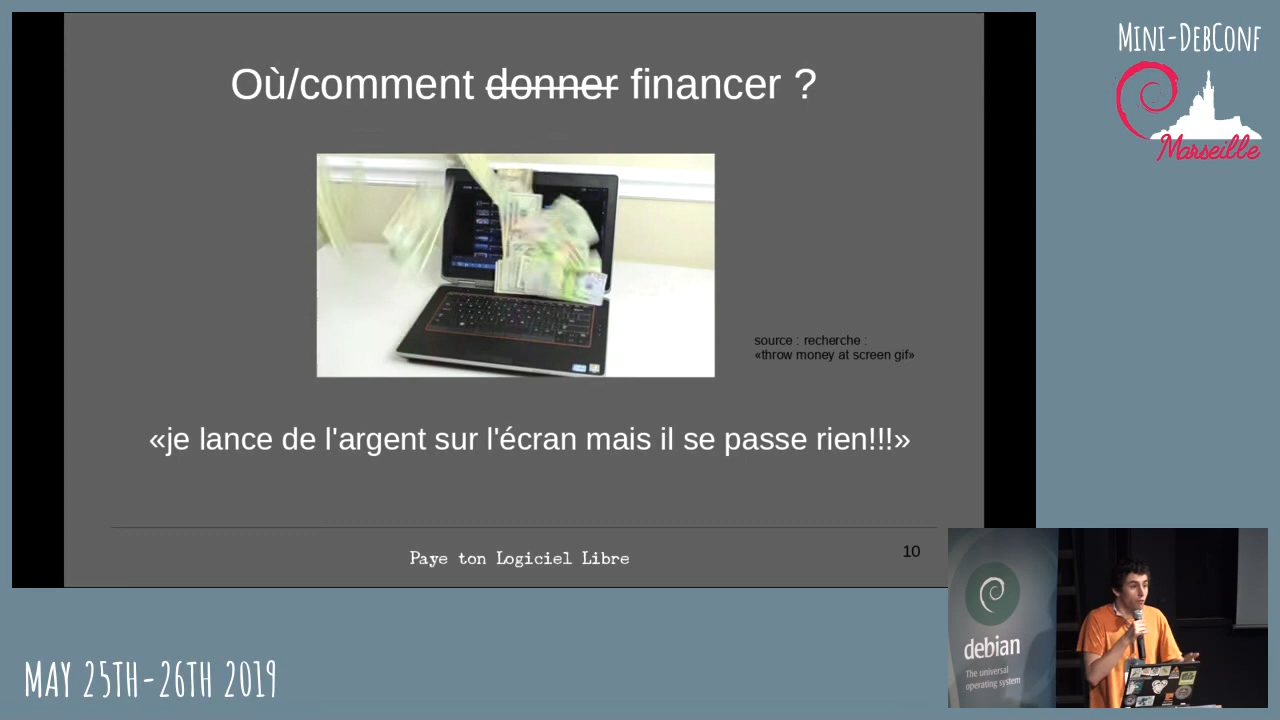 Où/comment donner financer ?
source : recherche :
«throw money at screen gif»
«je lance de l'argent sur l'écran mais il se passe rien!!!»
Paye ton Logiciel Libre
10
MINI-DEBCONF
Marseille
debian
The universal
operating system
MAY 25TH-26TH 2019